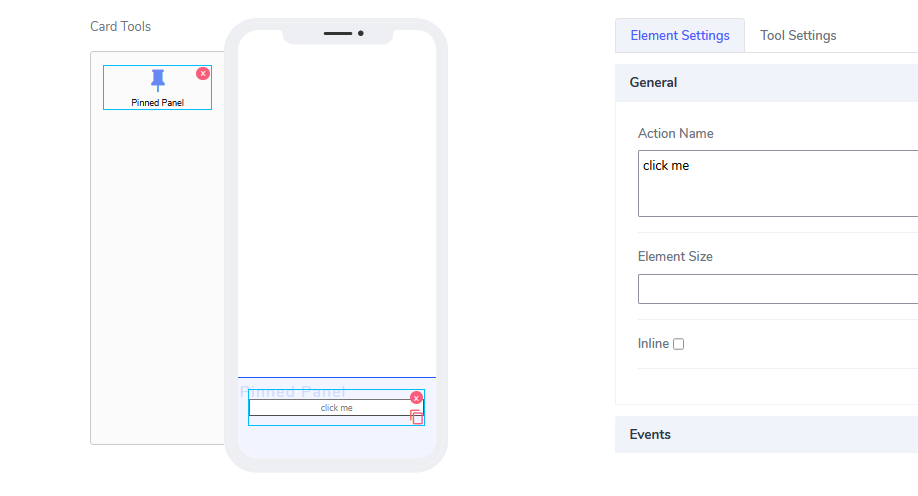 Card Tools
x
Pinned Panel
Pinned Panel
x
click me
Element Settings
Tool Settings
General
Action Name
click me
Element Size
Inline
Events